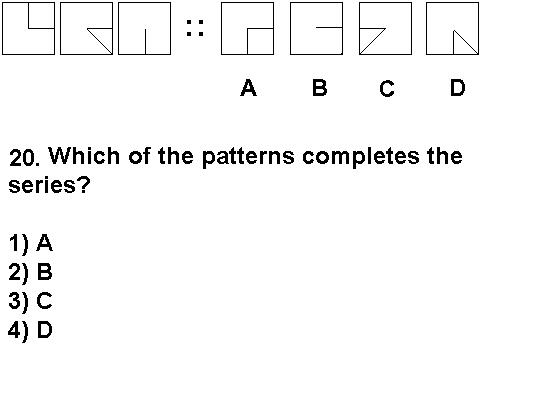 ::
A B C D
20. Which of the patterns completes the
series?
1) A
2) B
3) C
4) D